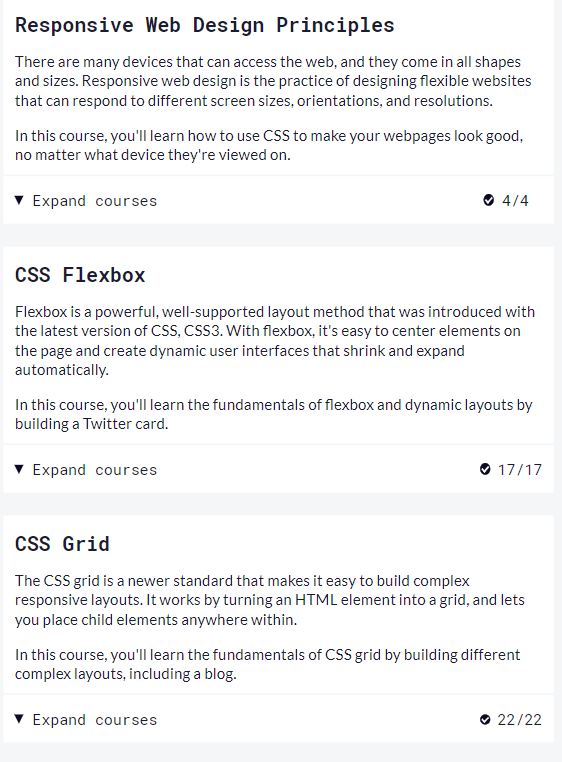 Responsive Web Design Principles
There are many devices that can access the web, and they come in all shapes
and sizes. Responsive web design is the practice of designing flexible websites
that can respond to different screen sizes, orientations, and resolutions.
In this course, you'll learn how to use CSS to make your webpages look good,
no matter what device they're viewed on.
Expand courses 4/4
CSS Flexbox
Flexbox is a powerful, well-supported layout method that was introduced with
the latest version of CSS, CSS3. With flexbox, it's easy to center elements on
the page and create dynamic user interfaces that shrink and expand
automatically.
In this course, you'll learn the fundamentals of flexbox and dynamic layouts by
building a Twitter card.
Expand courses 17/17
CSS Grid
The CSS grid is a newer standard that makes it easy to build complex
responsive layouts. It works by turning an HTML element into a grid, and lets
you place child elements anywhere within.
In this course, you'll learn the fundamentals of CSS grid by building different
complex layouts, including a blog.
Expand courses 22/22